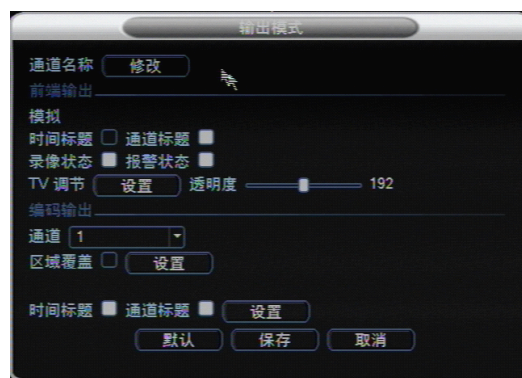 输出模式
通道名称 修改
前端输出
模拟
时间标题 通道标题
录像状态 报警状态
TV 调节 设置 透明度 192
编码输出
通道 1
区域覆盖 设置
时间标题 通道标题 设置
默认 保存 取消